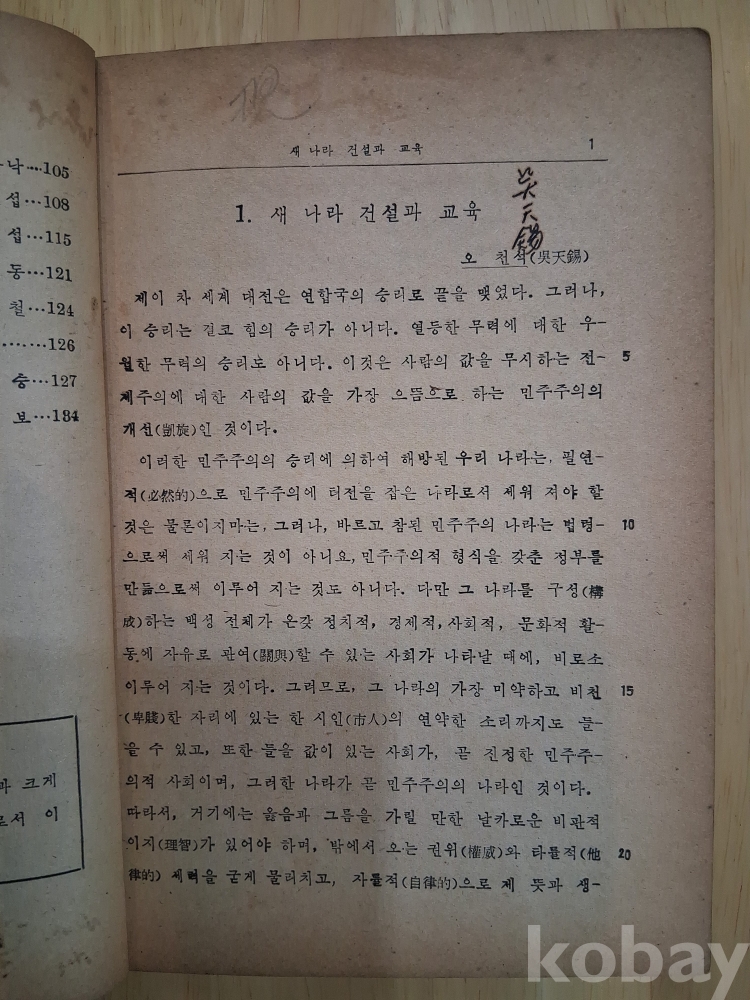 낙…105
섭…108
섭…115
동…121
철…124
…126
승…127
보…134
과 크게
로서 이
새 나라 건설과 교육 1
1. 새 나라 건설과 교육
吳天錫
오 천석(吳天錫)
제이 차 세계 대전은 연합국의 승리로 끝을 맺었다. 그러나,
이 승리는 결코 힘의 승리가 아니다. 열등한 무력에 대한 우–
월한 무력의 승리도 아니다. 이것은 사람의 값을 무시하는 전– 5
체주의에 대한 사람의 값을 가장 으뜸으로 하는 민주주의의
개선(凱旋)인 것이다.
이러한 민주주의의 승리에 의하여 해방된 우리 나라는, 필연–
적(必然的)으로 민주주의에 터전을 잡은 나라로서 세워 져야 할
것은 물론이지마는, 그러나, 바르고 참된 민주주의 나라는 법령– 10
으로써 세워 지는 것이 아니요, 민주주의적 형식을 갖춘 정부를
만듦으로써 이루어 지는 것도 아니다. 다만 그 나라를 구성(構
成)하는 백성 전체가 온갖 정치적, 경제적, 사회적, 문화적 활–
동에 자유로 관여(關與)할 수 있는 사회가 나타날 때에, 비로소
이루어 지는 것이다. 그러므로, 그 나라의 가장 미약하고 비천 15
(卑賤)한 자리에 있는 한 시인(市人)의 연약한 소리까지도 들–
을 수 있고, 또한 들을 값이 있는 사회가, 곧 진정한 민주주–
의적 사회이며, 그러한 나라가 곧 민주주의의 나라인 것이다.
따라서, 거기에는 옳음과 그름을 가릴 만한 날카로운 비판적
이지(理智)가 있어야 하며, 밖에서 오는 권위(權威)와 타률적(他 20
律的) 세력을 굳게 물리치고, 자률적(自律的)으로 제 뜻과 생–
kobay